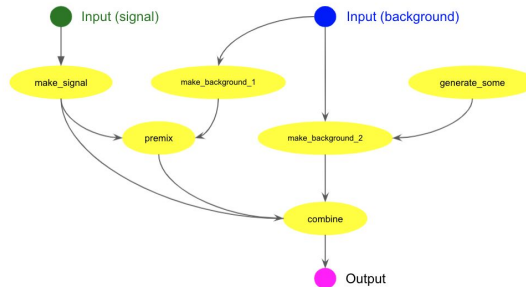 Input (signal)
Input (background)
make_signal
make_background_1
generate_some
premix
make_background_2
combine
Output